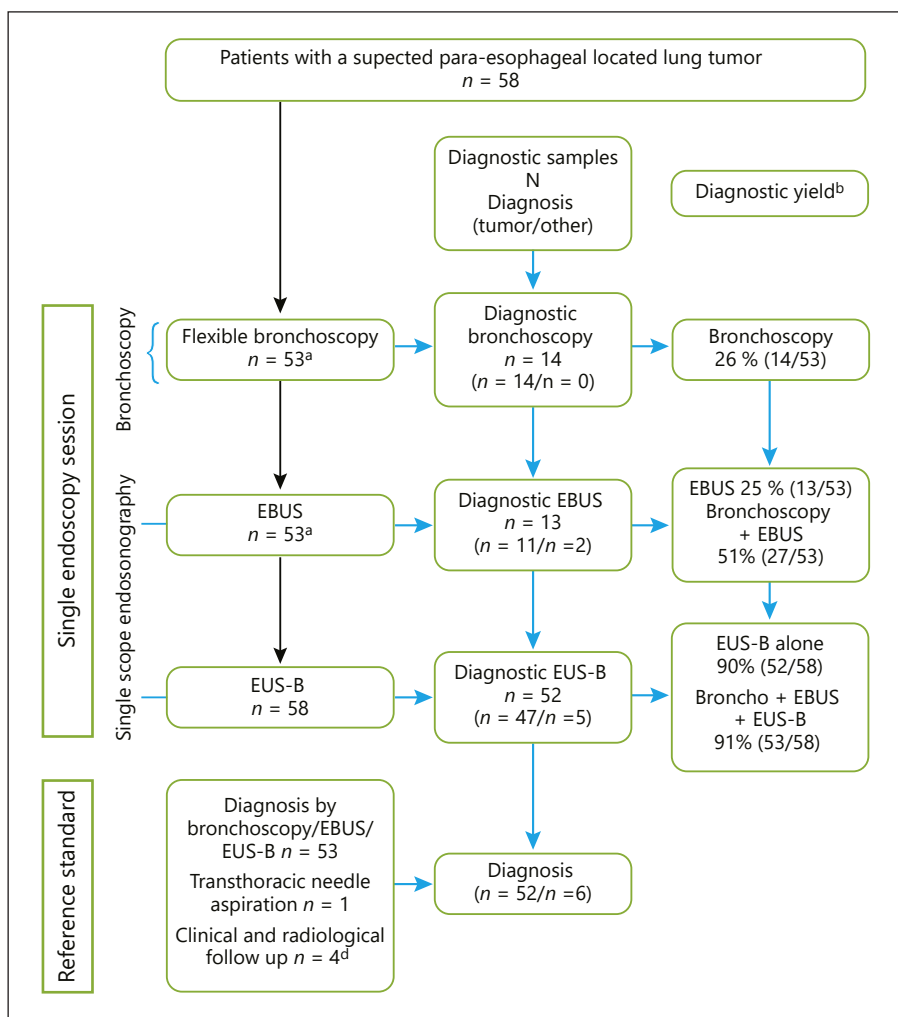 Patients with a supected para-esophageal located lung tumor
n = 58
Diagnostic samples
N
Diagnosis
(tumor/other)
Diagnostic yieldᵇ
Single endoscopy session
Bronchoscopy
Flexible bronchoscopy
n = 53ᵃ
Diagnostic
bronchoscopy
n = 14
(n = 14/n = 0)
Bronchoscopy
26 % (14/53)
Single scope endosonography
EBUS
n = 53ᵃ
Diagnostic EBUS
n = 13
(n = 11/n =2)
EBUS 25 % (13/53)
Bronchoscopy
+ EBUS
51% (27/53)
EUS-B
n = 58
Diagnostic EUS-B
n = 52
(n = 47/n =5)
EUS-B alone
90% (52/58)
Broncho + EBUS
+ EUS-B
91% (53/58)
Reference standard
Diagnosis by
bronchoscopy/EBUS/
EUS-B n = 53
Transthoracic needle
aspiration n = 1
Clinical and radiological
follow up n = 4ᵈ
Diagnosis
(n = 52/n =6)